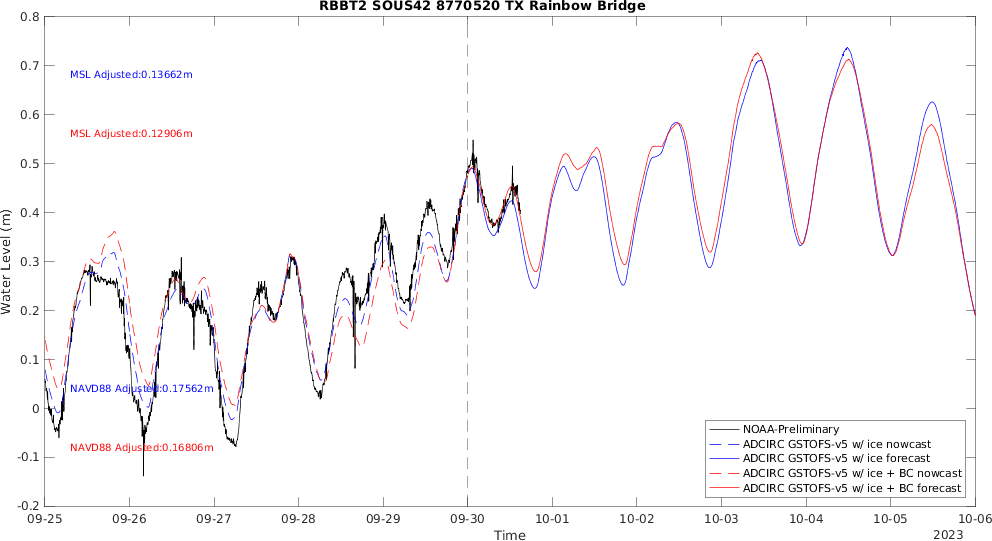 RBBT2 SOUS42 8770520 TX Rainbow Bridge
0.8
0.7
0.6
0.5
0.4
0.3
0.2
0.1
0
-0.1
-0.2
Water Level (m)
MSL Adjusted:0.13662m
MSL Adjusted:0.12906m
NAVD88 Adjusted:0.17562m
NAVD88 Adjusted:0.16806m
NOAA-Preliminary
ADCIRC GSTOFS-v5 w/ ice nowcast
ADCIRC GSTOFS-v5 w/ ice forecast
ADCIRC GSTOFS-v5 w/ ice + BC nowcast
ADCIRC GSTOFS-v5 w/ ice + BC forecast
09-25 09-26 09-27 09-28 09-29 09-30 10-01 10-02 10-03 10-04 10-05 10-06
Time
2023